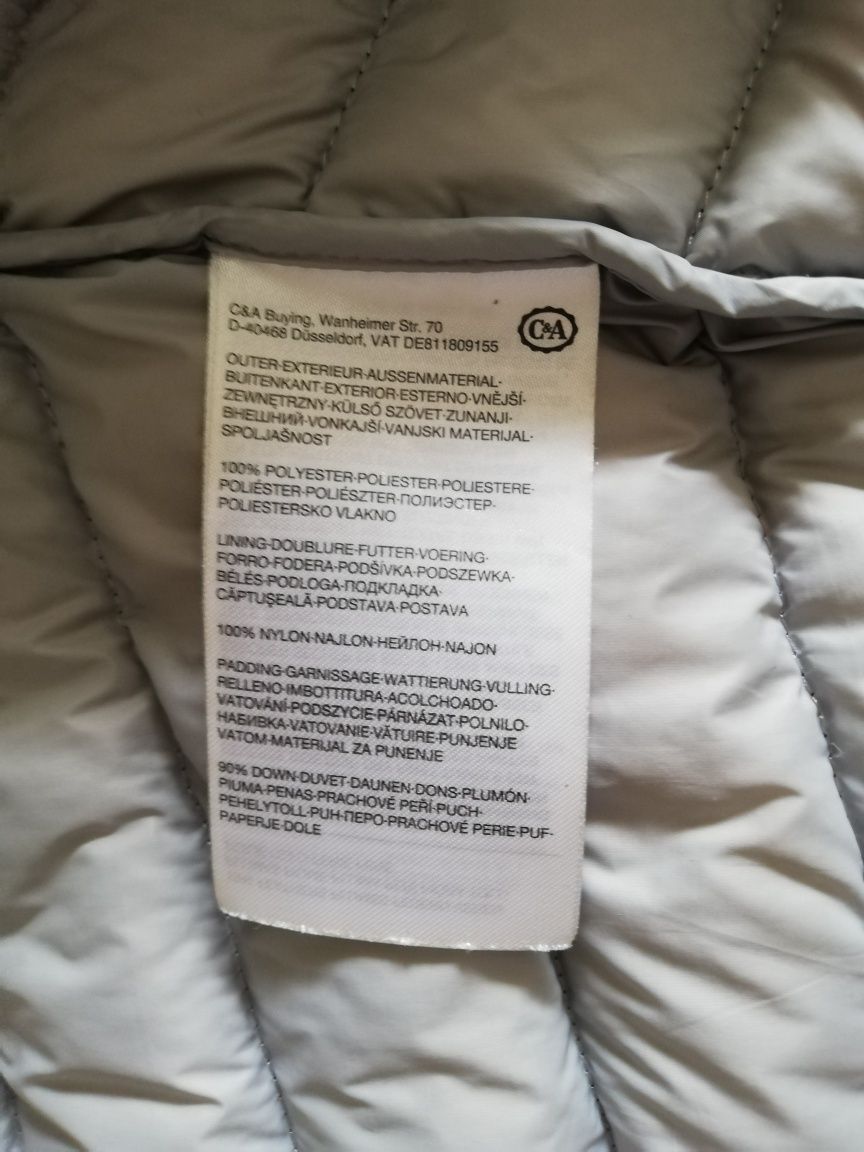 C&A Buying, Wanheimer Str. 70
D-40468 Düsseldorf, VAT DE811809155
C&A
OUTER·EXTERIEUR·AUSSENMATERIAL·
BUITENKANT·EXTERIOR·ESTERNO·VNĚJŠÍ·
ZEWNĘTRZNY·KÜLSŐ SZÖVET·ZUNANJI·
ВНЕШНИЙ·VONKAJŠÍ·VANJSKI MATERIJAL·
SPOLJAŠNOST
100% POLYESTER·POLIESTER·POLIESTERE·
POLIÉSTER·POLIÉSZTER·ПОЛИЭСТЕР·
POLIESTERSKO VLAKNO
LINING·DOUBLURE·FUTTER·VOERING·
FORRO·FODERA·PODŠÍVKA·PODSZEWKA·
BÉLÉS·PODLOGA·ПОДКЛАДКА·
CĂPTUŞEALĂ·PODSTAVA·POSTAVA
100% NYLON·NAJLON·НЕЙЛОН·NAJON
PADDING·GARNISSAGE·WATTIERUNG·VULLING·
RELLENO·IMBOTTITURA·ACOLCHOADO·
VATOVÁNÍ·PODSZYCIE·PÁRNÁZAT·POLNILO·
НАБИВКА·VATOVANIE·VĂTUIRE·PUNJENJE
VATOM·MATERIJAL ZA PUNENJE
90% DOWN·DUVET·DAUNEN·DONS·PLUMÓN·
PIUMA·PENAS·PRACHOVÉ PEŘÍ·PUCH·
PEHELYTOLL·PUH·ПЕРО·PRACHOVÉ PERIE·PUF·
PAPERJE·DOLE